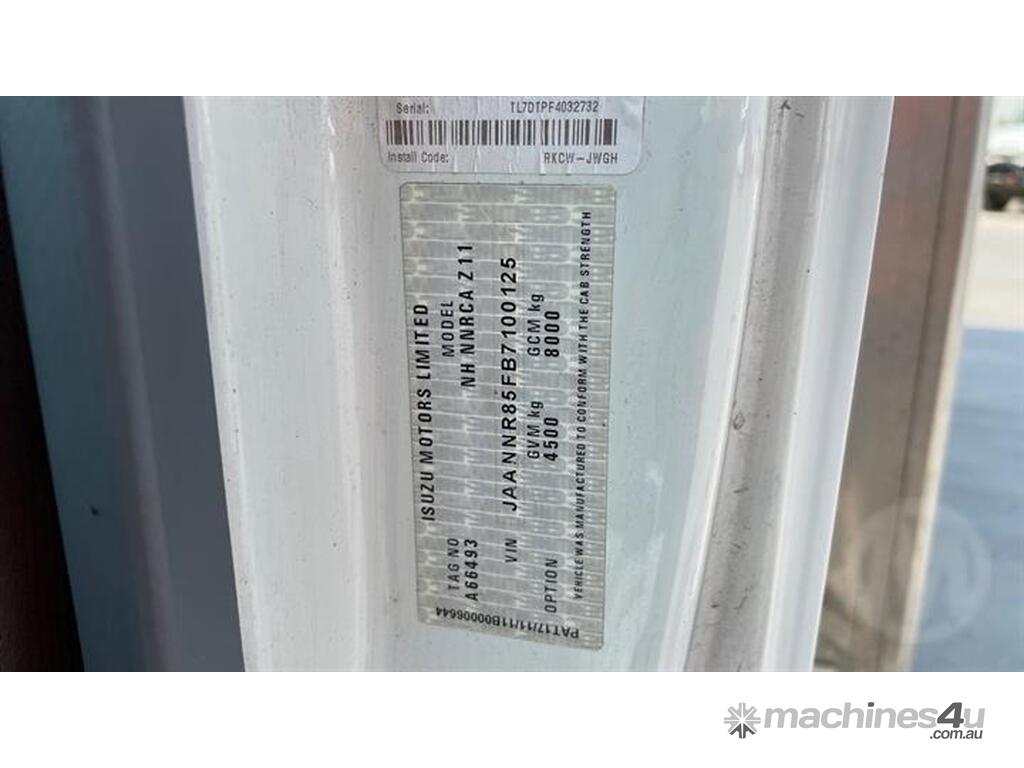 Serial: TL7DTPF4032732
Install Code: RKCW-JWGH
ISUZU MOTORS LIMITED
TAG NO MODEL
A66493 NH NNRCA Z 11
VIN JAANNR85FB7100125
GVM kg GCM kg
OPTION 4500 8000
VEHICLE WAS MANUFACTURED TO CONFORM WITH THE CAB STRENGTH
PAT17/11/11B00006644
machines4u
.com.au